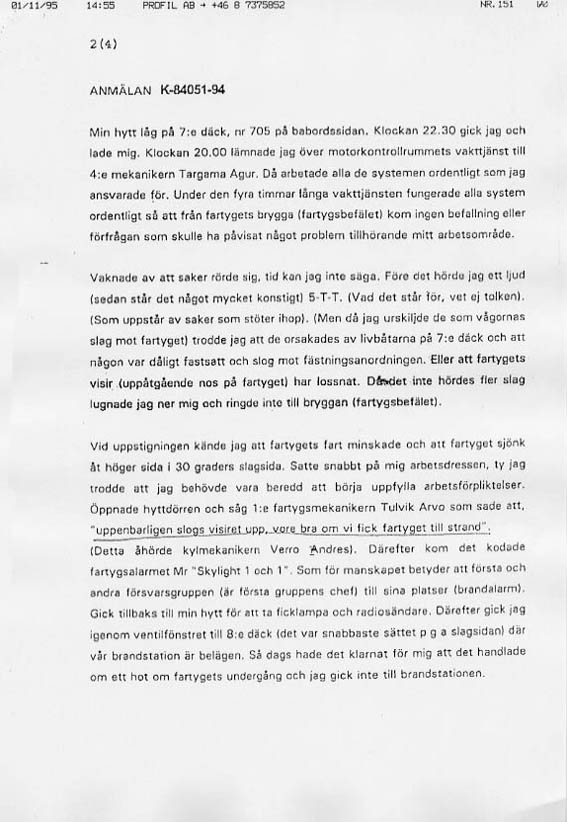 01/11/95 14:55 PROFIL AB → +46 8 7375852 NR.151
2(4)
ANMÄLAN K-84051-94
Min hytt låg på 7:e däck, nr 705 på babordssidan. Klockan 22.30 gick jag och
lade mig. Klockan 20.00 lämnade jag över motorkontrollrummets vakttjänst till
4:e mekanikern Targama Agur. Då arbetade alla de systemen ordentligt som jag
ansvarade för. Under den fyra timmar långa vakttjänsten fungerade alla system
ordentligt så att från fartygets brygga (fartygsbefälet) kom ingen befallning eller
förfrågan som skulle ha påvisat något problem tillhörande mitt arbetsområde.
Vaknade av att saker rörde sig, tid kan jag inte säga. Före det hörde jag ett ljud
(sedan står det något mycket konstigt) 5-T-T. (Vad det står för, vet ej tolken).
(Som uppstår av saker som stöter ihop). (Men då jag urskiljde de som vågornas
slag mot fartyget) trodde jag att de orsakades av livbåtarna på 7:e däck och att
någon var dåligt fastsatt och slog mot fästningsanordningen. Eller att fartygets
visir (uppåtgående nos på fartyget) har lossnat. Då det inte hördes fler slag
lugnade jag ner mig och ringde inte till bryggan (fartygsbefälet).
Vid uppstigningen kände jag att fartygets fart minskade och att fartyget sjönk
åt höger sida i 30 graders slagsida. Satte snabbt på mig arbetsdressen, ty jag
trodde att jag behövde vara beredd att börja uppfylla arbetsförpliktelser.
Öppnade hyttdörren och såg 1:e fartygsmekanikern Tulvik Arvo som sade att,
"uppenbarligen slogs visiret upp, vore bra om vi fick fartyget till strand".
(Detta åhörde kylmekanikern Verro Andres). Därefter kom det kodade
fartygsalarmet Mr "Skylight 1 och 1". Som för manskapet betyder att första och
andra försvarsgruppen (är första gruppens chef) till sina platser (brandalarm).
Gick tillbaks till min hytt för att ta ficklampa och radiosändare. Därefter gick jag
igenom ventilfönstret till 8:e däck (det var snabbaste sättet p g a slagsidan) där
vår brandstation är belägen. Så dags hade det klarnat för mig att det handlade
om ett hot om fartygets undergång och jag gick inte till brandstationen.